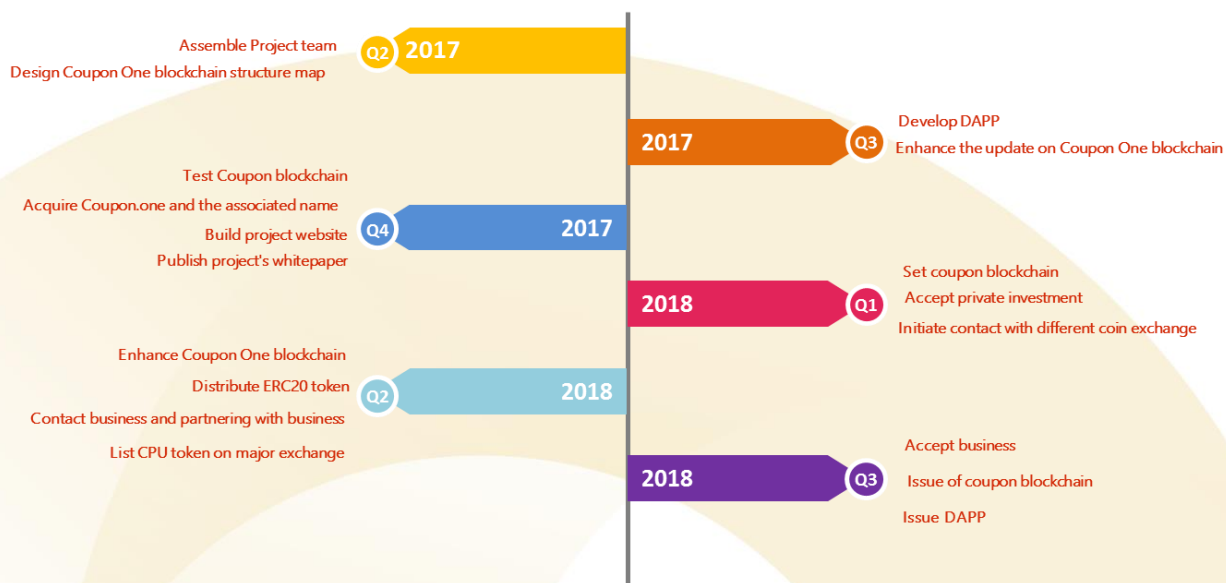 Assemble Project team
Design Coupon One blockchain structure map
Q2 2017
2017 Q3
Develop DAPP
Enhance the update on Coupon One blockchain
Test Coupon blockchain
Acquire Coupon.one and the associated name
Build project website
Publish project's whitepaper
Q4 2017
2018 Q1
Set coupon blockchain
Accept private investment
Initiate contact with different coin exchange
Enhance Coupon One blockchain
Distribute ERC20 token
Contact business and partnering with business
List CPU token on major exchange
Q2 2018
2018 Q3
Accept business
Issue of coupon blockchain
Issue DAPP